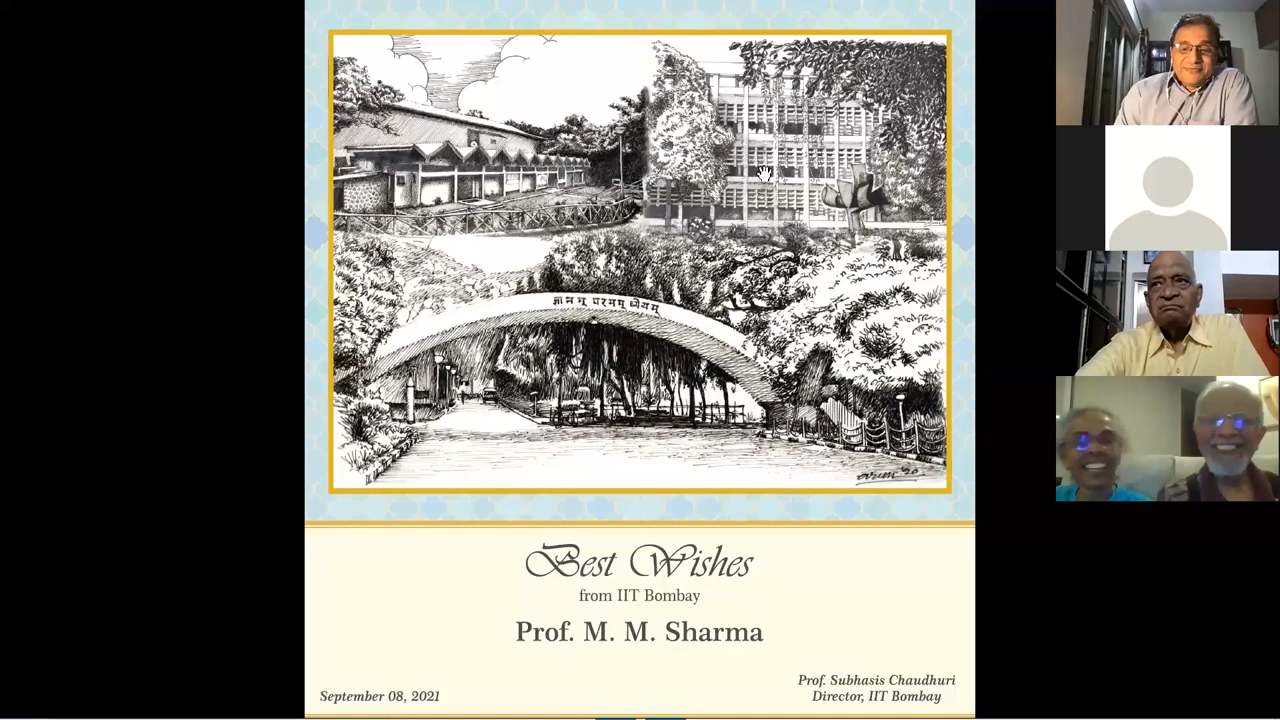 ज्ञानम् परमम् ध्येयम्
Best Wishes
from IIT Bombay
Prof. M. M. Sharma
Prof. Subhasis Chaudhuri
September 08, 2021
Director, IIT Bombay